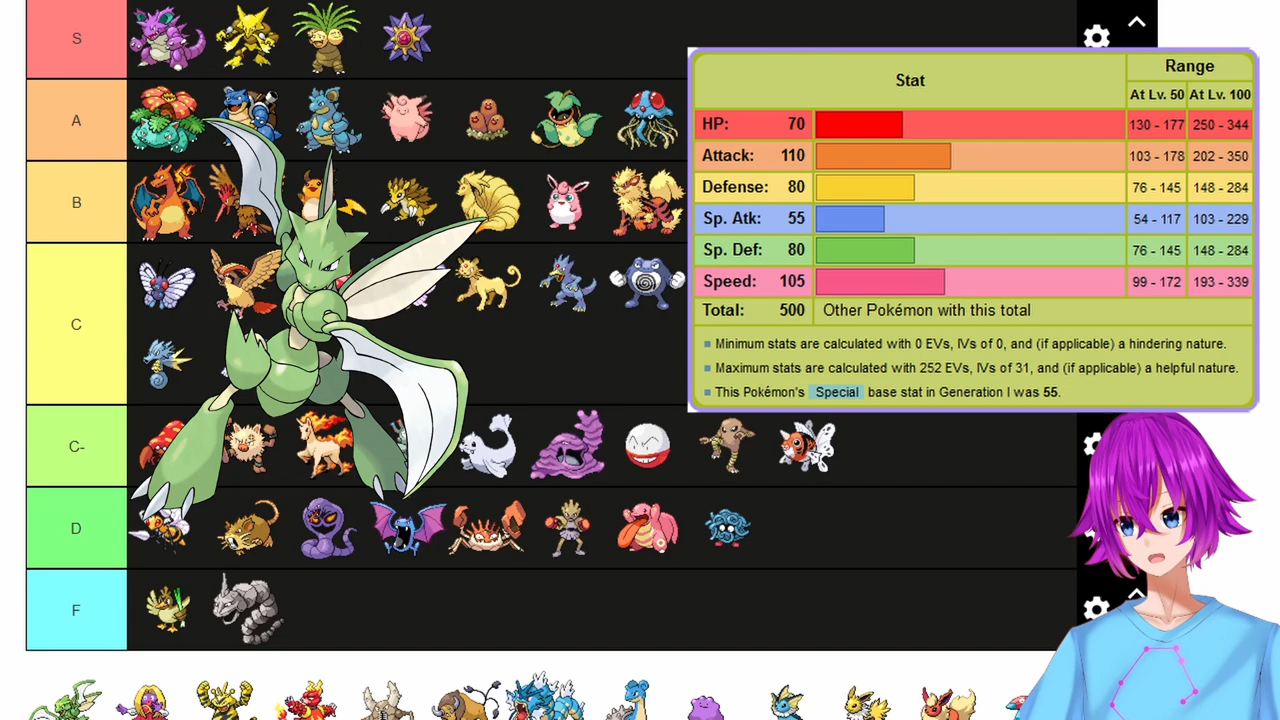 S
A
B
C
C-
D
F
Stat Range
At Lv. 50 At Lv. 100
HP: 70 130 - 177 250 - 344
Attack: 110 103 - 178 202 - 350
Defense: 80 76 - 145 148 - 284
Sp. Atk: 55 54 - 117 103 - 229
Sp. Def: 80 76 - 145 148 - 284
Speed: 105 99 - 172 193 - 339
Total: 500 Other Pokémon with this total
Minimum stats are calculated with 0 EVs, IVs of 0, and (if applicable) a hindering nature.
Maximum stats are calculated with 252 EVs, IVs of 31, and (if applicable) a helpful nature.
This Pokémon's Special base stat in Generation I was 55.